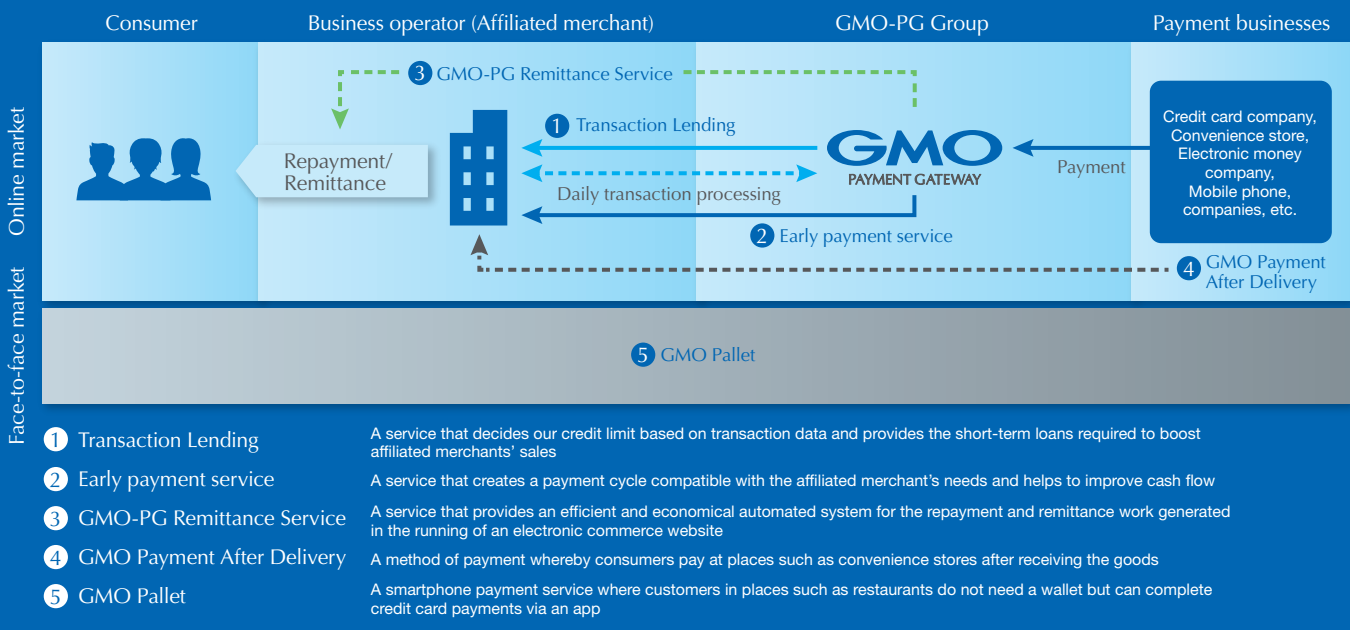 Consumer
Business operator (Affiliated merchant)
GMO-PG Group
Payment businesses
Online market
3 GMO-PG Remittance Service
1 Transaction Lending
Repayment/
Remittance
Daily transaction processing
GMO
PAYMENT GATEWAY
Payment
Credit card company,
Convenience store,
Electronic money
company,
Mobile phone,
companies, etc.
2 Early payment service
4 GMO Payment
After Delivery
Face-to-face market
5 GMO Pallet
1 Transaction Lending
A service that decides our credit limit based on transaction data and provides the short-term loans required to boost
affiliated merchants' sales
2 Early payment service
A service that creates a payment cycle compatible with the affiliated merchant's needs and helps to improve cash flow
3 GMO-PG Remittance Service
A service that provides an efficient and economical automated system for the repayment and remittance work generated
in the running of an electronic commerce website
4 GMO Payment After Delivery
A method of payment whereby consumers pay at places such as convenience stores after receiving the goods
5 GMO Pallet
A smartphone payment service where customers in places such as restaurants do not need a wallet but can complete
credit card payments via an app